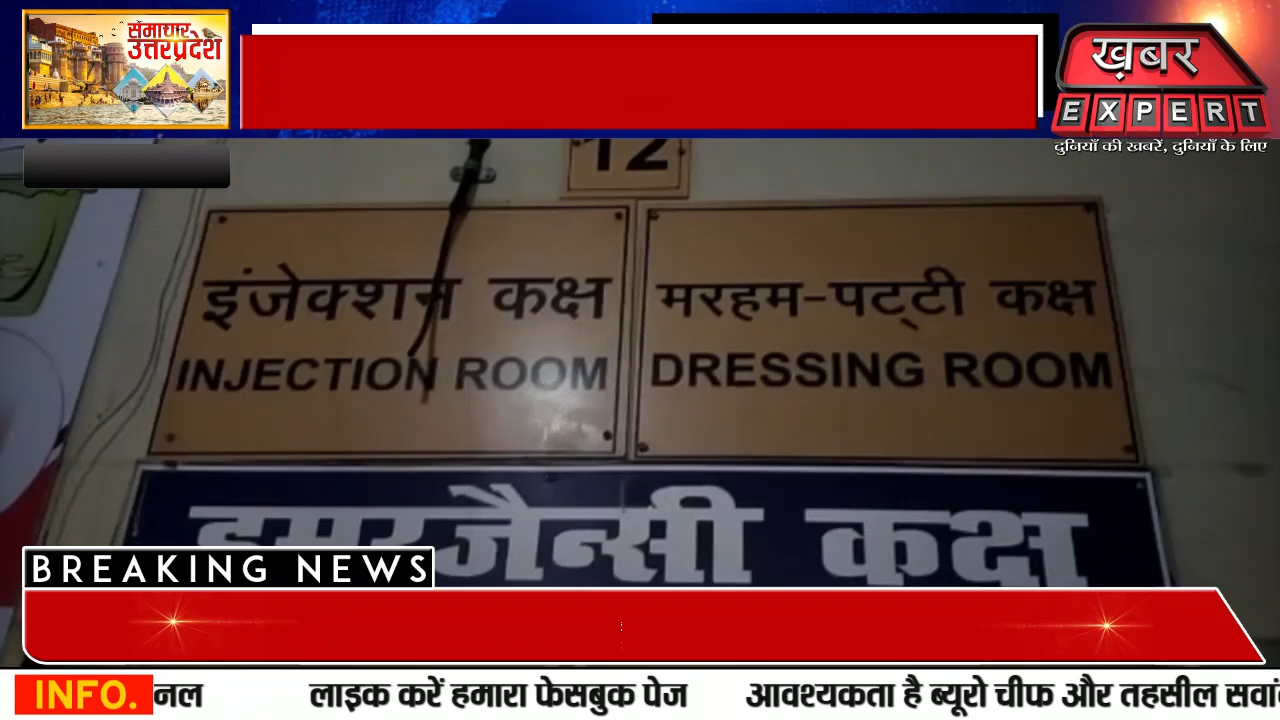 समाचार
उत्तरप्रदेश
ख़बर
EXPERT
दुनियाँ की खबरें, दुनियाँ के लिए
12
इंजेक्शन कक्ष
INJECTION ROOM
मरहम-पट्टी कक्ष
DRESSING ROOM
इमरजैन्सी कक्ष
BREAKING NEWS
INFO.
नल लाइक करें हमारा फेसबुक पेज आवश्यकता है ब्यूरो चीफ और तहसील